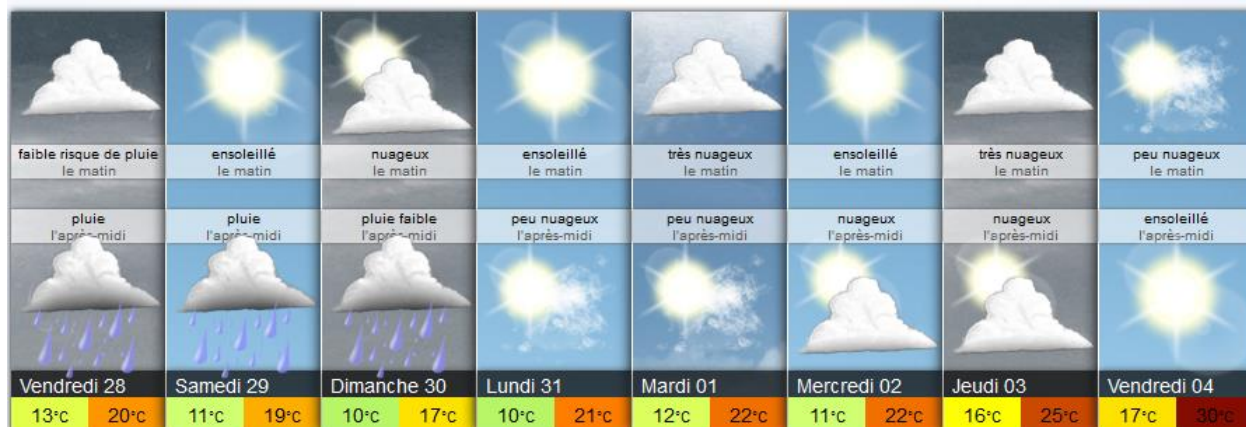 faible risque de pluie
le matin
ensoleillé
le matin
nuageux
le matin
ensoleillé
le matin
très nuageux
le matin
ensoleillé
le matin
très nuageux
le matin
peu nuageux
le matin
pluie
l'après-midi
pluie
l'après-midi
pluie faible
l'après-midi
peu nuageux
l'après-midi
peu nuageux
l'après-midi
nuageux
l'après-midi
nuageux
l'après-midi
ensoleillé
l'après-midi
Vendredi 28
Samedi 29
Dimanche 30
Lundi 31
Mardi 01
Mercredi 02
Jeudi 03
Vendredi 04
13°C 20°C
11°C 19°C
10°C 17°C
10°C 21°C
12°C 22°C
11°C 22°C
16°C 25°C
17°C 30°C